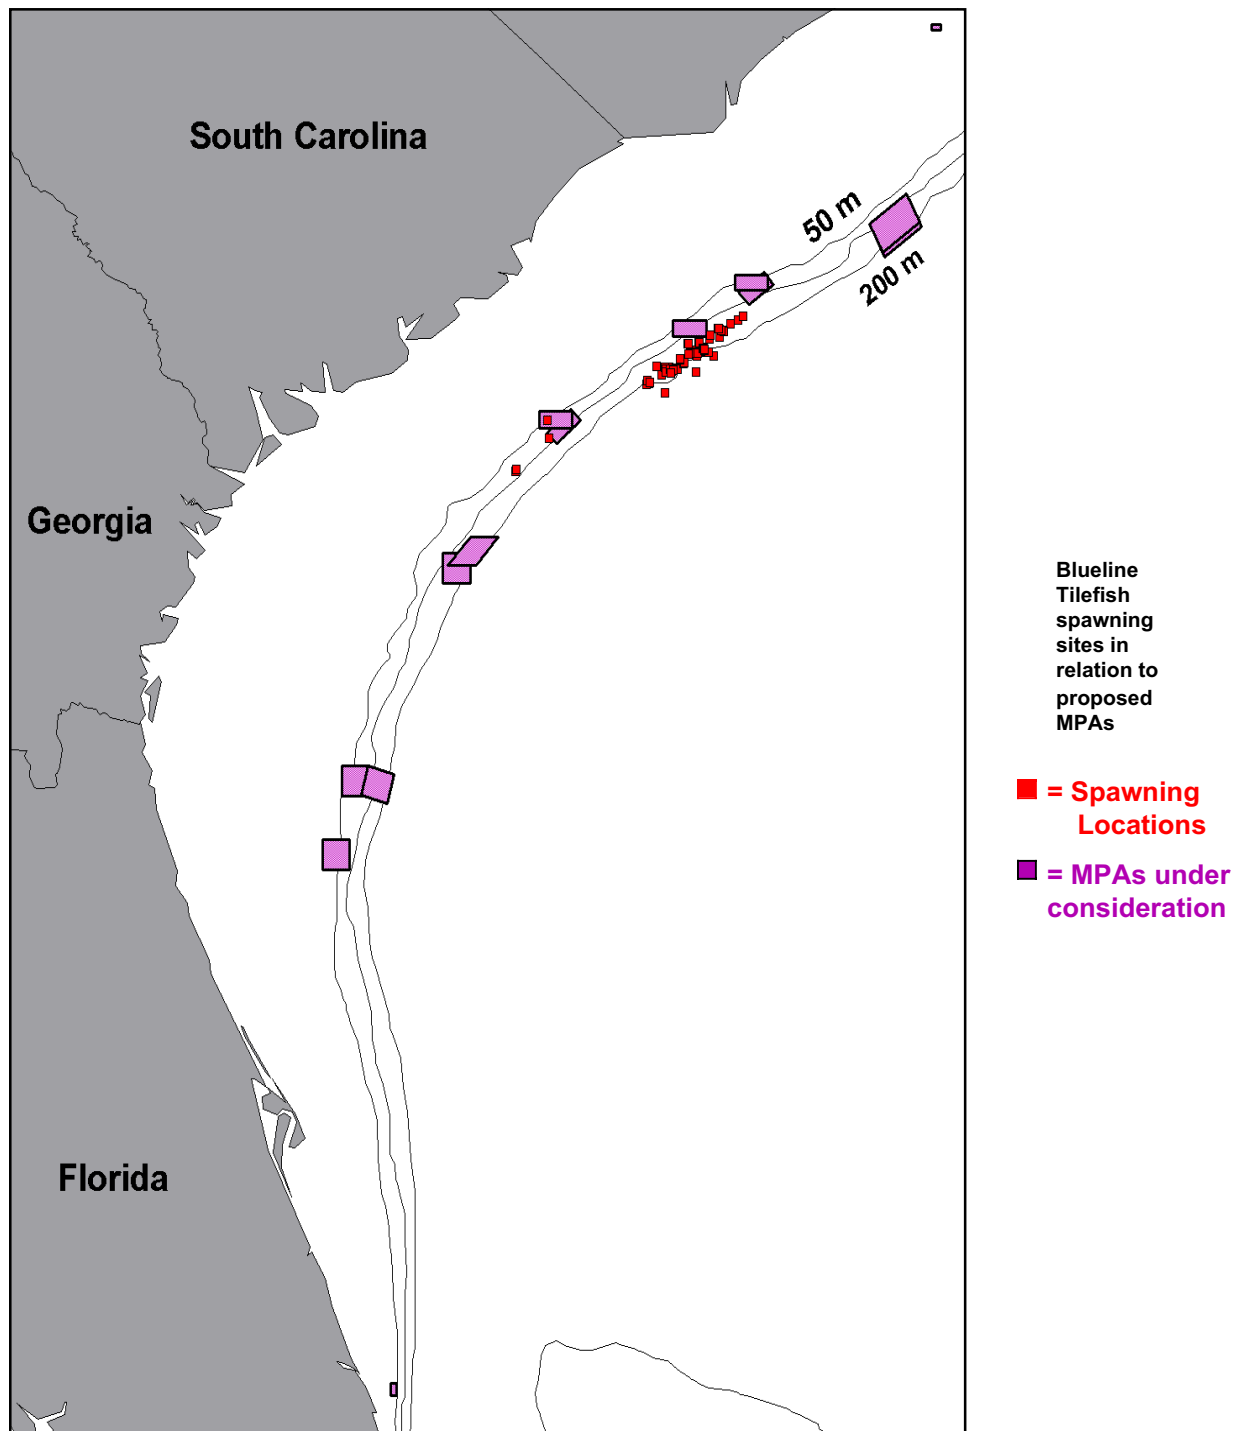 South Carolina
50 m
200 m
Georgia
Florida
Blueline
Tilefish
spawning
sites in
relation to
proposed
MPAs
= Spawning
Locations
= MPAs under
consideration